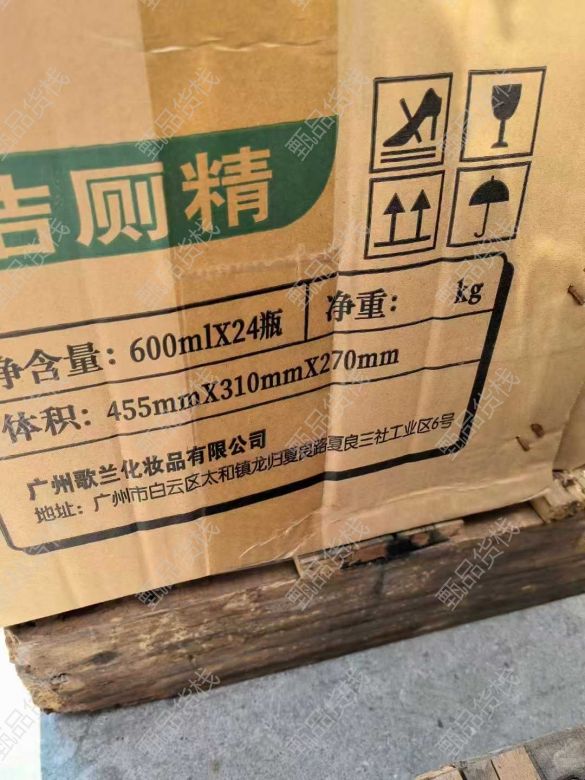 洁厕精
净含量：600mlX24瓶
净重： kg
体积：455mmX310mmX270mm
广州歌兰化妆品有限公司
地址：广州市白云区太和镇龙归夏良路夏良三社工业区6号
甄品货栈